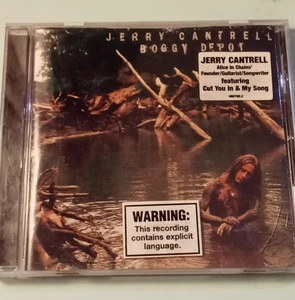 JERRY CANTRELL
BOGGY DEPOT
JERRY CANTRELL
Alice In Chains'
Founder/Guitarist/Songwriter
featuring
Cut You In & My Song
WARNING:
This recording
contains explicit
language.